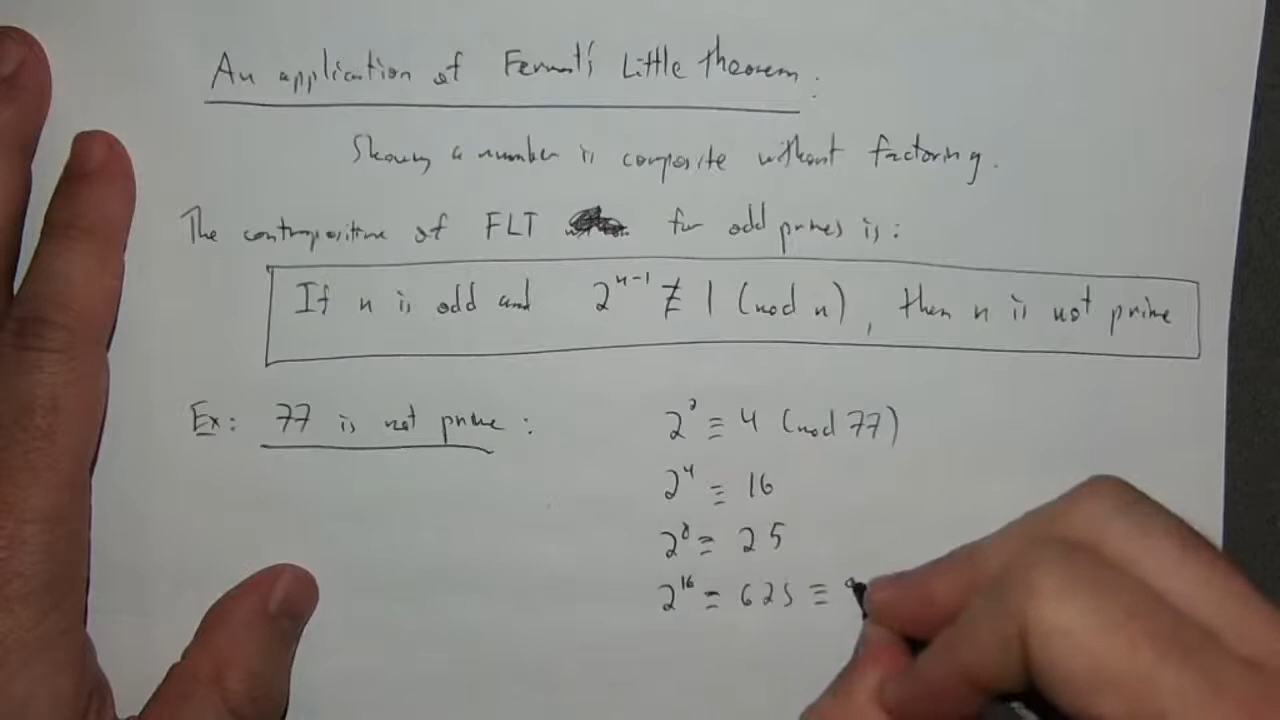 An application of Fermat's Little Theorem:
Showing a number is composite without factoring.
The contrapositive of FLT for odd primes is:
If n is odd and 2^{n-1} ≢ 1 (mod n), then n is not prime
Ex: 77 is not prime: 2^2 ≡ 4 (mod 77)
2^4 ≡ 16
2^8 ≡ 25
2^16 ≡ 625 ≡